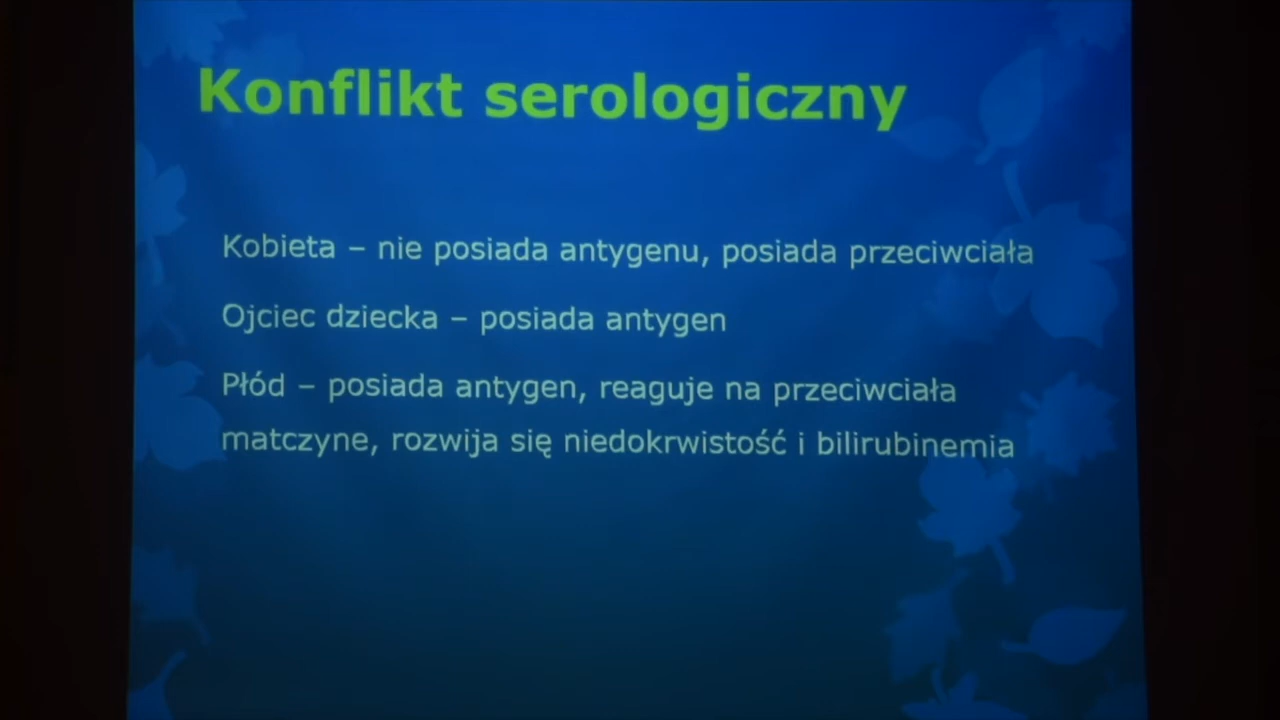 Konflikt serologiczny
Kobieta – nie posiada antygenu, posiada przeciwciała
Ojciec dziecka – posiada antygen
Płód – posiada antygen, reaguje na przeciwciała
matczyne, rozwija się niedokrwistość i bilirubinemia